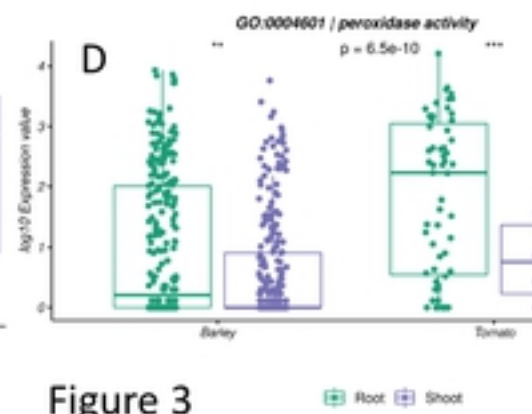 GO:0004601 | peroxidase activity
D
** p = 6.5e-10 ***
log10 Expression value
4
3
2
1
0
Barley Tomato
Figure 3
Root Shoot